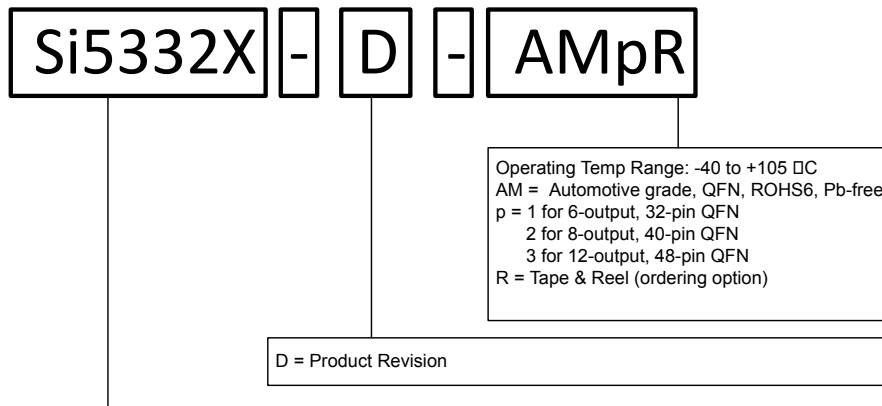 Si5332X - D - AMpR
Operating Temp Range: -40 to +105 □C
AM = Automotive grade, QFN, ROHS6, Pb-free
p = 1 for 6-output, 32-pin QFN
2 for 8-output, 40-pin QFN
3 for 12-output, 48-pin QFN
R = Tape & Reel (ordering option)
D = Product Revision